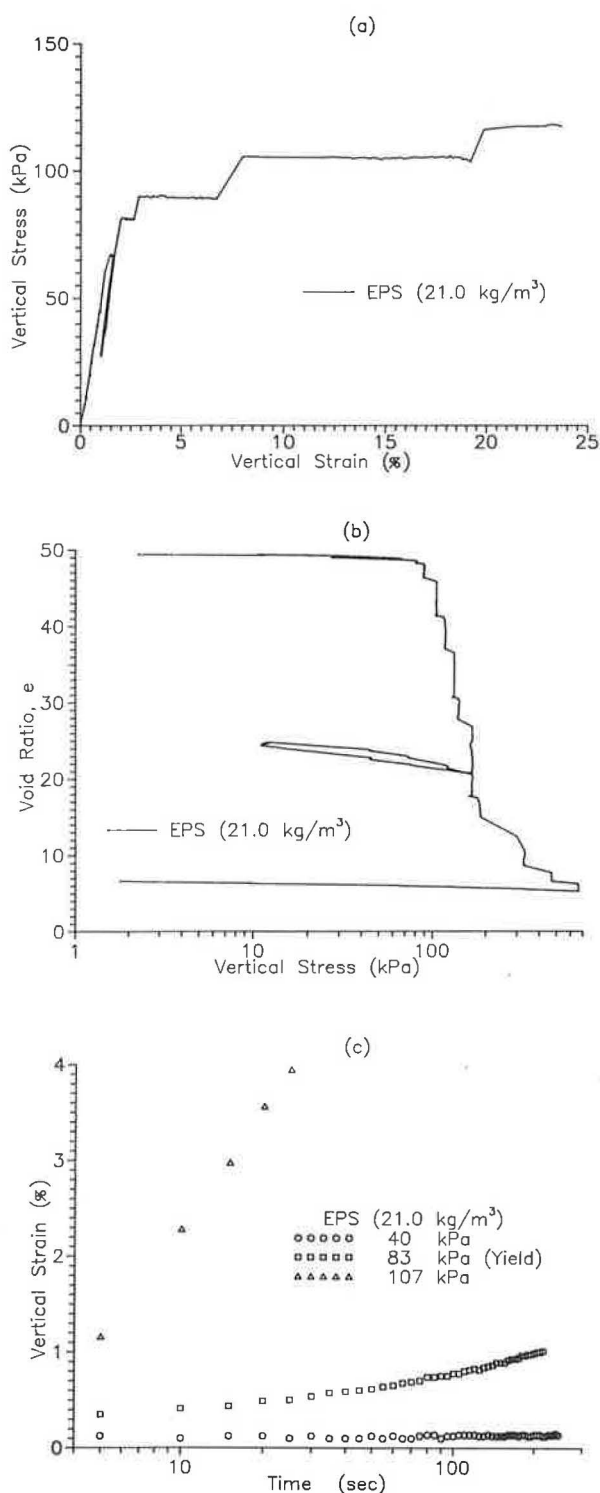 (a)
150
100
50
0
Vertical Stress (kPa)
EPS (21.0 kg/m³)
0 5 10 15 20 25
Vertical Strain (%)
(b)
50
40
30
20
10
0
Void Ratio, e
EPS (21.0 kg/m³)
1 10 100
Vertical Stress (kPa)
(c)
4
3
2
1
0
Vertical Strain (%)
EPS (21.0 kg/m³)
40 kPa
83 kPa (Yield)
107 kPa
10 100
Time (sec)